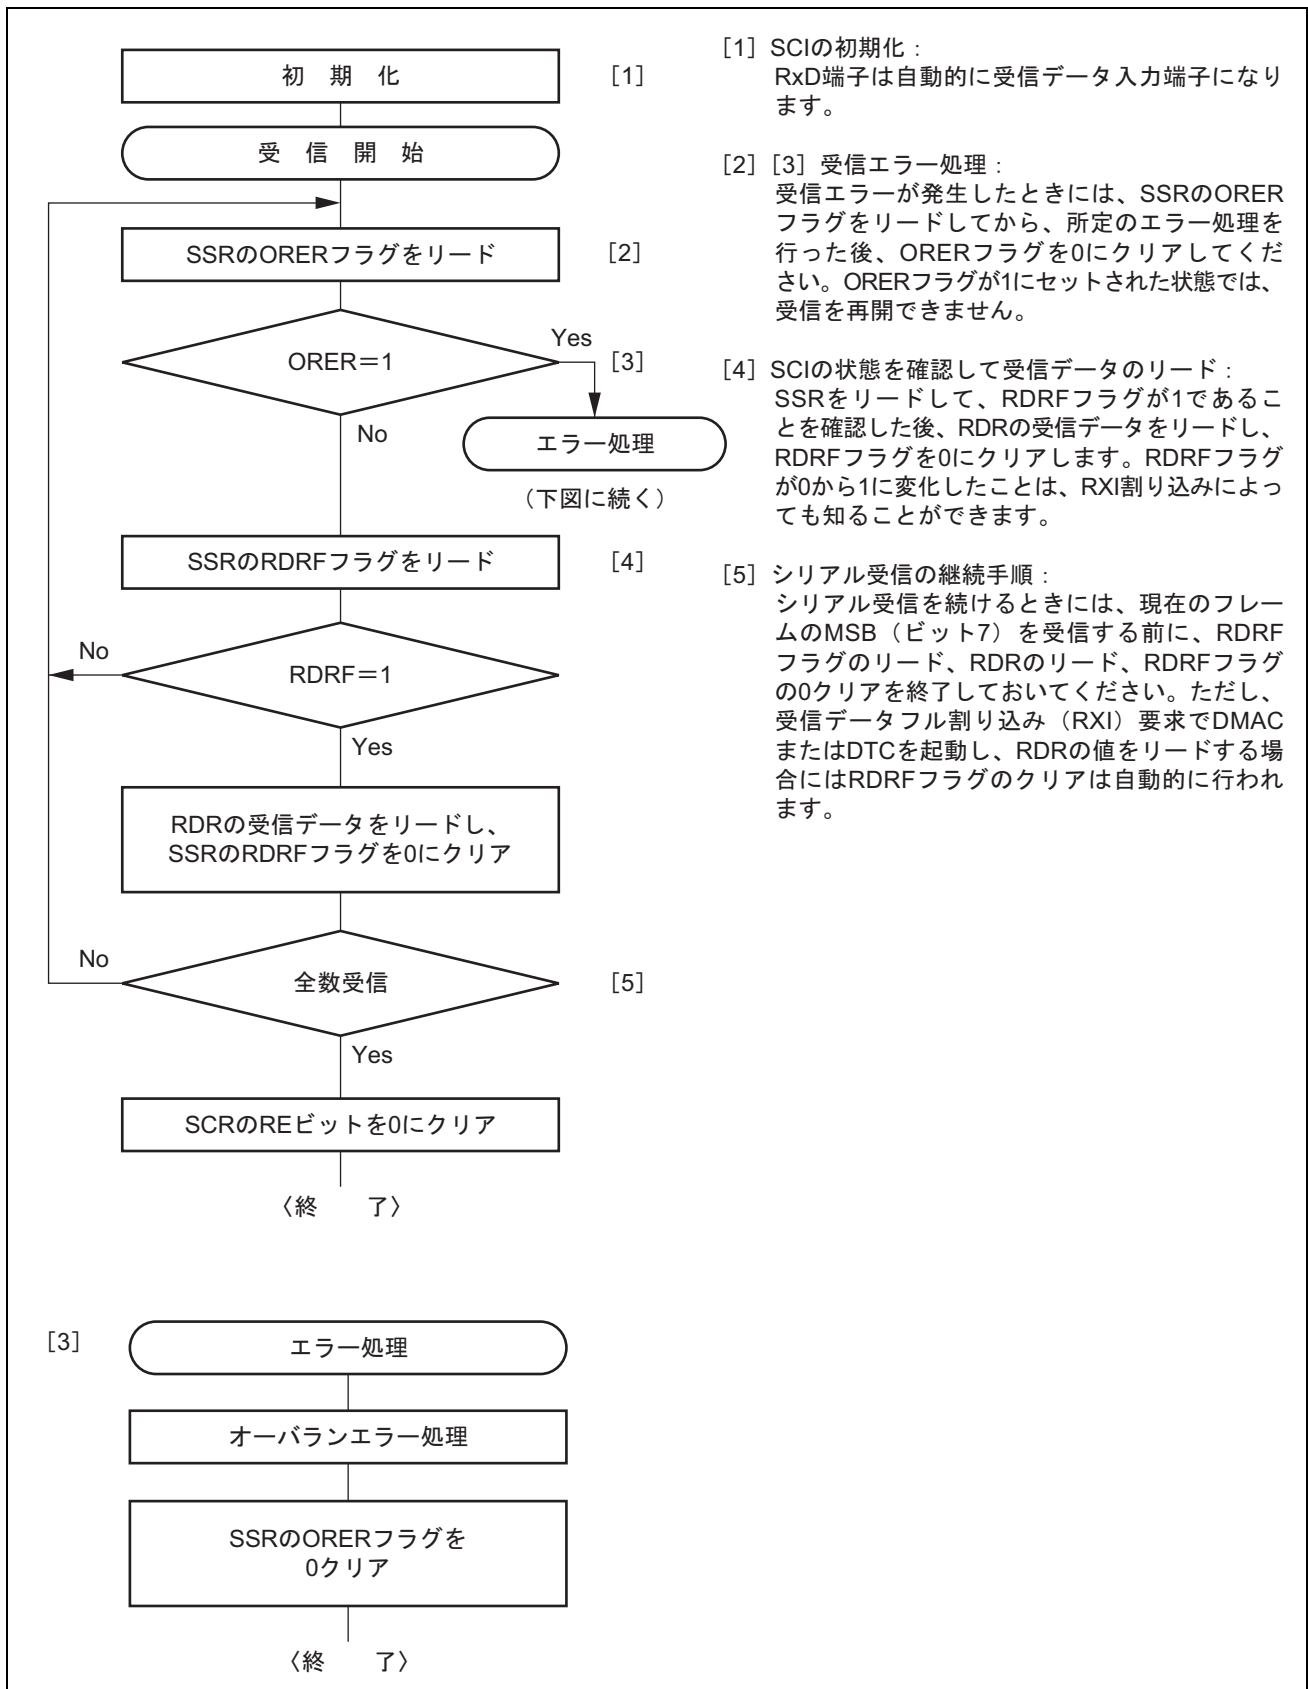 初 期 化 [1]
受 信 開 始
SSRのORERフラグをリード [2]
Yes
ORER＝1 [3]
No
エラー処理
（下図に続く）
SSRのRDRFフラグをリード [4]
No
RDRF＝1
Yes
RDRの受信データをリードし、
SSRのRDRFフラグを0にクリア
No
全数受信 [5]
Yes
SCRのREビットを0にクリア
〈終 了〉
[1] SCIの初期化：
RxD端子は自動的に受信データ入力端子になり
ます。
[2] [3] 受信エラー処理：
受信エラーが発生したときには、SSRのORER
フラグをリードしてから、所定のエラー処理を
行った後、ORERフラグを0にクリアしてくだ
さい。ORERフラグが1にセットされた状態では、
受信を再開できません。
[4] SCIの状態を確認して受信データのリード：
SSRをリードして、RDRFフラグが1であるこ
とを確認した後、RDRの受信データをリードし、
RDRFフラグを0にクリアします。RDRFフラグ
が0から1に変化したことは、RXI割り込みによっ
ても知ることができます。
[5] シリアル受信の継続手順：
シリアル受信を続けるときには、現在のフレー
ムのMSB（ビット7）を受信する前に、RDRF
フラグのリード、RDRのリード、RDRFフラグ
の0クリアを終了しておいてください。ただし、
受信データフル割り込み（RXI）要求でDMAC
またはDTCを起動し、RDRの値をリードする場
合にはRDRFフラグのクリアは自動的に行われ
ます。
[3] エラー処理
オーバランエラー処理
SSRのORERフラグを
0クリア
〈終 了〉